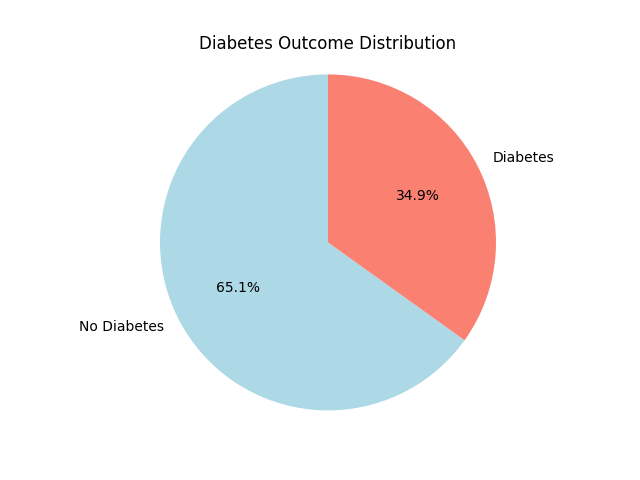 Diabetes Outcome Distribution
Diabetes
34.9%
65.1%
No Diabetes